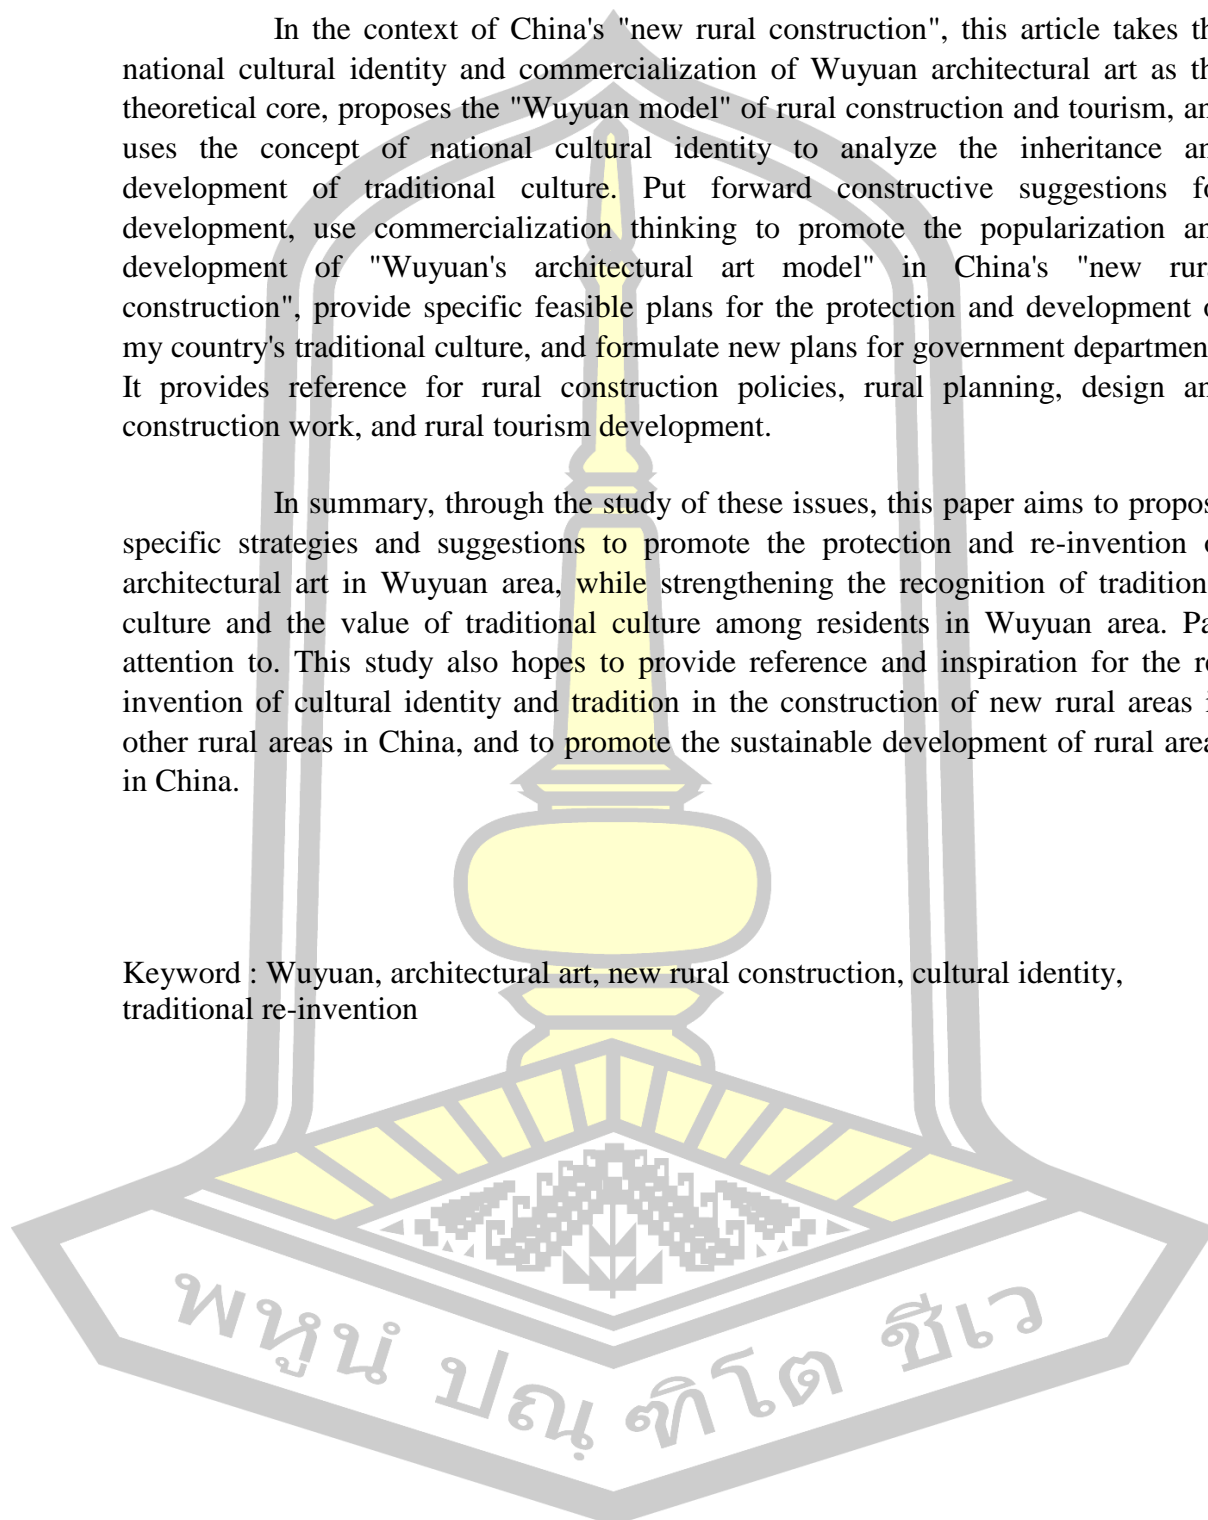 In the context of China's "new rural construction", this article takes th
national cultural identity and commercialization of Wuyuan architectural art as th
theoretical core, proposes the "Wuyuan model" of rural construction and tourism, an
uses the concept of national cultural identity to analyze the inheritance an
development of traditional culture. Put forward constructive suggestions fo
development, use commercialization thinking to promote the popularization an
development of "Wuyuan's architectural art model" in China's "new rura
construction", provide specific feasible plans for the protection and development o
my country's traditional culture, and formulate new plans for government department
It provides reference for rural construction policies, rural planning, design an
construction work, and rural tourism development.
In summary, through the study of these issues, this paper aims to propos
specific strategies and suggestions to promote the protection and re-invention o
architectural art in Wuyuan area, while strengthening the recognition of tradition
culture and the value of traditional culture among residents in Wuyuan area. Pa
attention to. This study also hopes to provide reference and inspiration for the re
invention of cultural identity and tradition in the construction of new rural areas i
other rural areas in China, and to promote the sustainable development of rural area
in China.
Keyword : Wuyuan, architectural art, new rural construction, cultural identity,
traditional re-invention
พหูนํ ปณฺฑิโต ชีเว